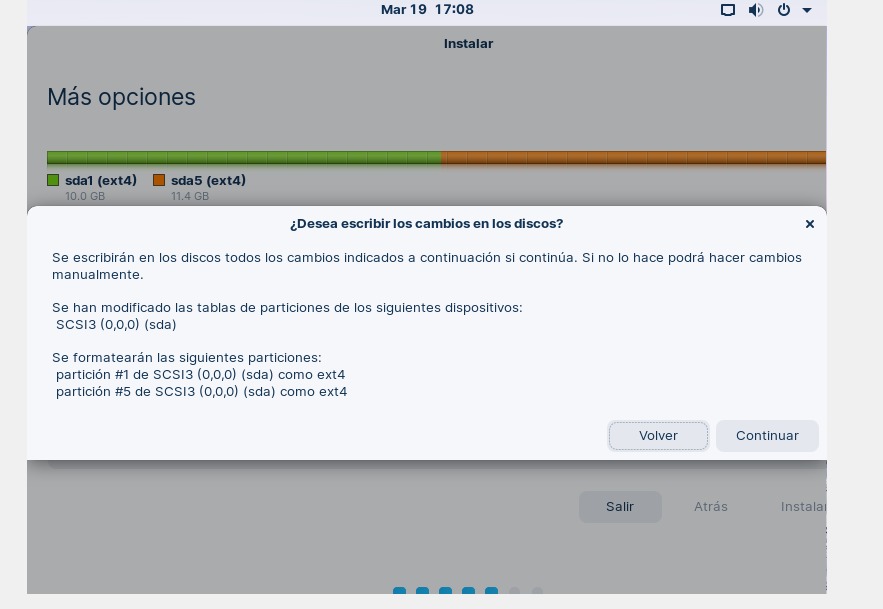 Mar 19 17:08
Instalar
Más opciones
sda1 (ext4) sda5 (ext4)
10.0 GB 11.4 GB
¿Desea escribir los cambios en los discos?
Se escribirán en los discos todos los cambios indicados a continuación si continúa. Si no lo hace podrá hacer cambios
manualmente.
Se han modificado las tablas de particiones de los siguientes dispositivos:
SCSI3 (0,0,0) (sda)
Se formatearán las siguientes particiones:
partición #1 de SCSI3 (0,0,0) (sda) como ext4
partición #5 de SCSI3 (0,0,0) (sda) como ext4
Volver Continuar
Salir Atrás